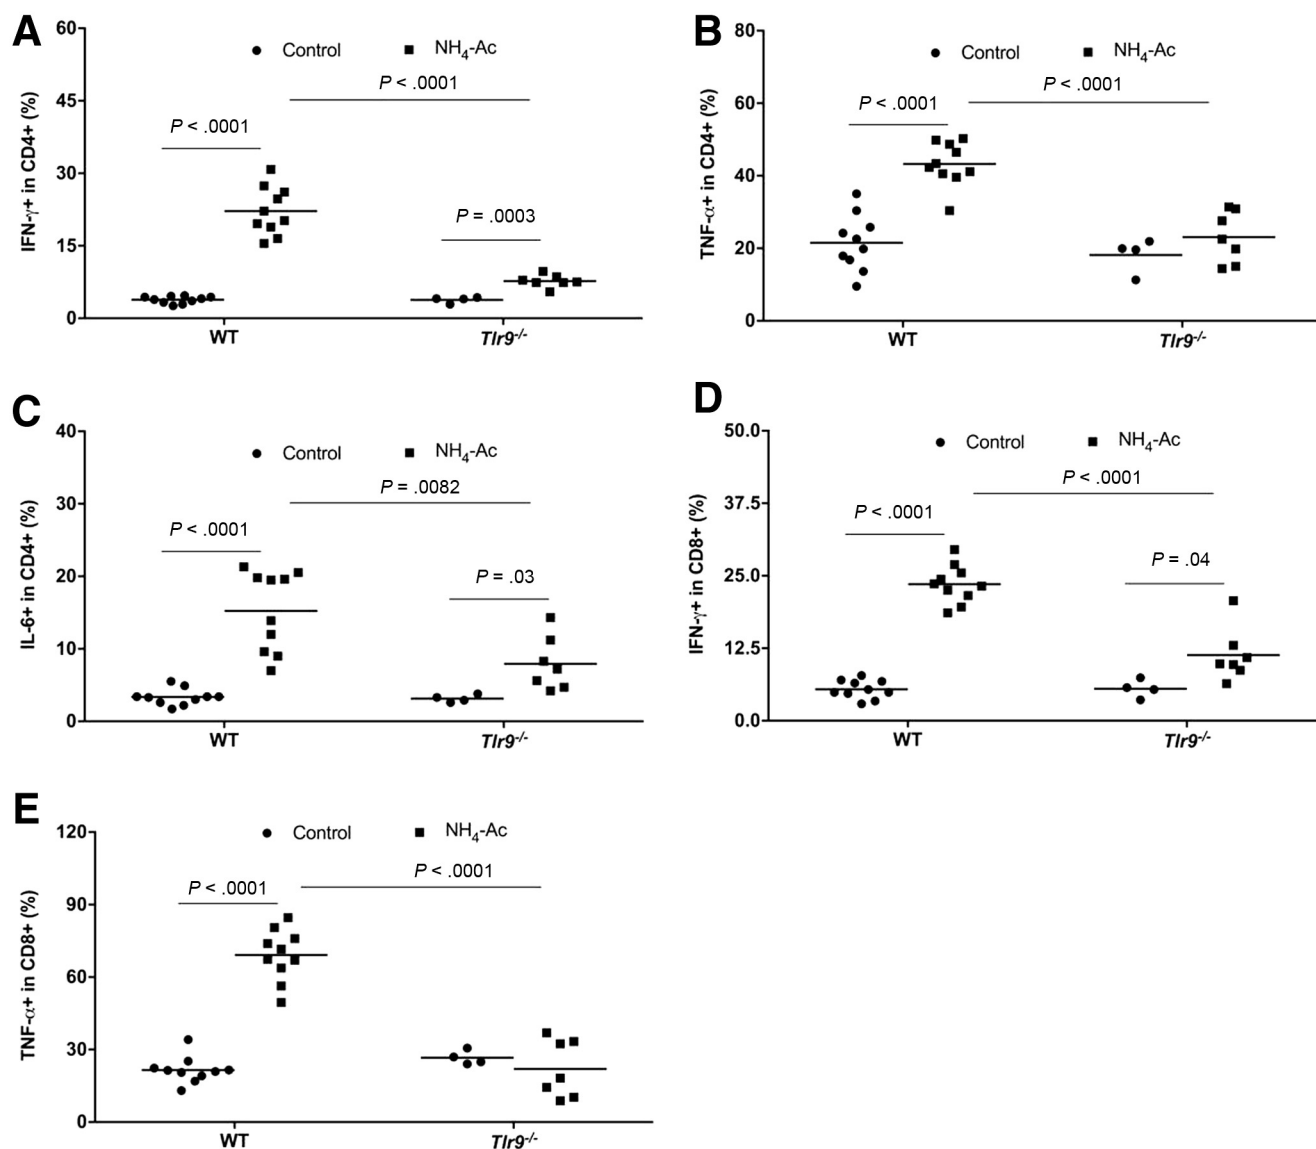 A
IFN-γ+ in CD4+ (%)
60
45
30
15
0
Control
NH4-Ac
P < .0001
P < .0001
P = .0003
WT
Tlr9-/-
B
TNF-α+ in CD4+ (%)
80
60
40
20
0
Control
NH4-Ac
P < .0001
P < .0001
WT
Tlr9-/-
C
IL-6+ in CD4+ (%)
40
30
20
10
0
Control
NH4-Ac
P = .0082
P < .0001
P = .03
WT
Tlr9-/-
D
IFN-γ+ in CD8+ (%)
50.0
37.5
25.0
12.5
0.0
Control
NH4-Ac
P < .0001
P < .0001
P = .04
WT
Tlr9-/-
E
TNF-α+ in CD8+ (%)
120
90
60
30
0
Control
NH4-Ac
P < .0001
P < .0001
WT
Tlr9-/-